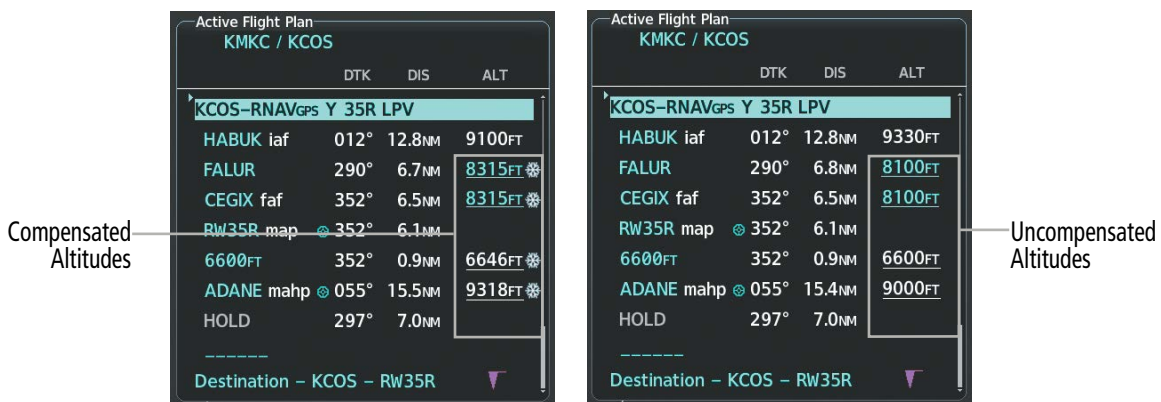 Active Flight Plan
KMKC / KCOS
DTK DIS ALT
KCOS–RNAVGPS Y 35R LPV
HABUK iaf 012° 12.8NM 9100FT
FALUR 290° 6.7NM 8315FT
CEGIX faf 352° 6.5NM 8315FT
RW35R map 352° 6.1NM
6600FT 352° 0.9NM 6646FT
ADANE mahp 055° 15.5NM 9318FT
HOLD 297° 7.0NM
______
Destination – KCOS – RW35R
Compensated
Altitudes
Active Flight Plan
KMKC / KCOS
DTK DIS ALT
KCOS–RNAVGPS Y 35R LPV
HABUK iaf 012° 12.8NM 9330FT
FALUR 290° 6.8NM 8100FT
CEGIX faf 352° 6.5NM 8100FT
RW35R map 352° 6.1NM
6600FT 352° 0.9NM 6600FT
ADANE mahp 055° 15.4NM 9000FT
HOLD 297° 7.0NM
______
Destination – KCOS – RW35R
Uncompensated
Altitudes